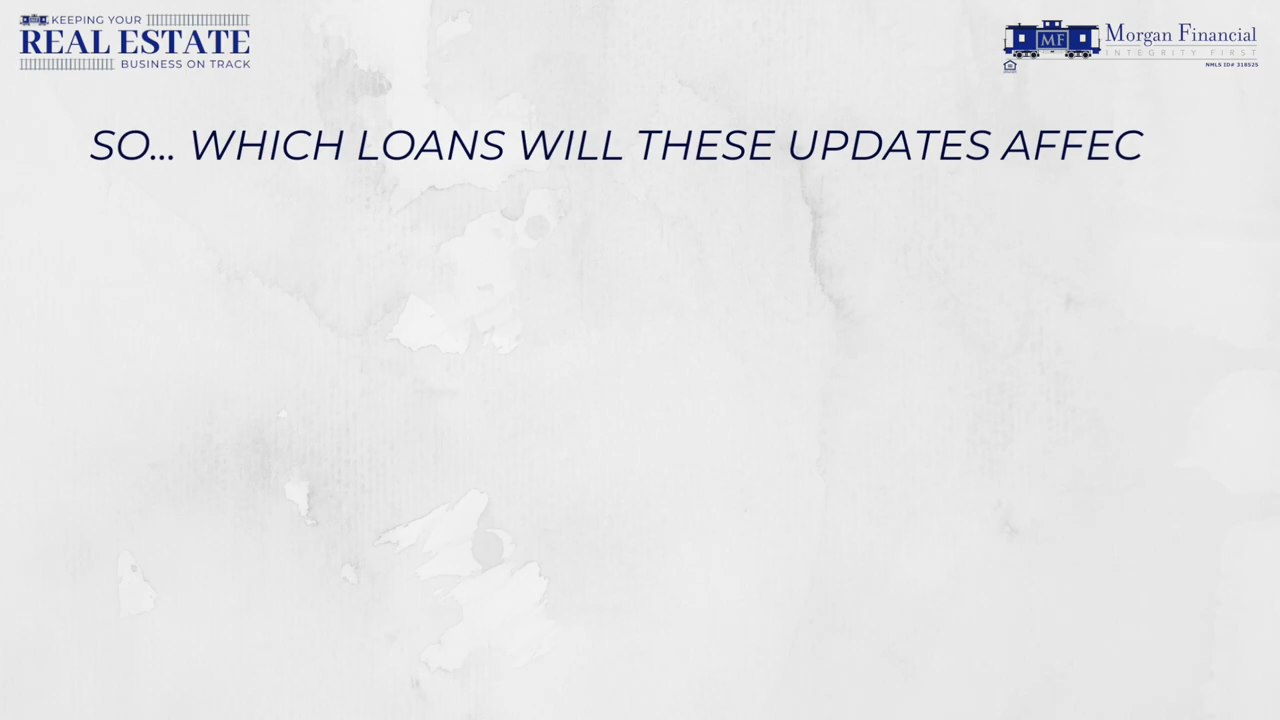 KEEPING YOUR
REAL ESTATE
BUSINESS ON TRACK
MF
Morgan Financial
INTEGRITY FIRST
NMLS ID# 318525
SO... WHICH LOANS WILL THESE UPDATES AFFEC